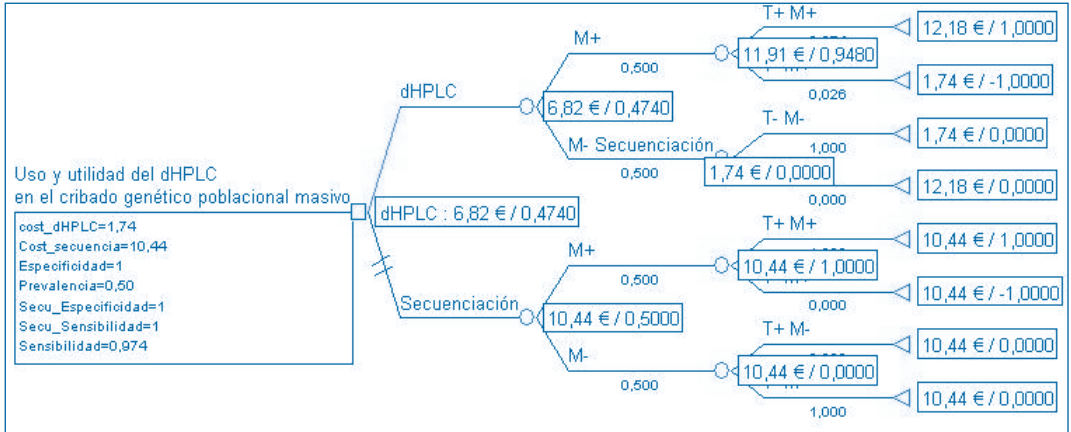 T+ M+
12,18 € / 1,0000
M+
11,91 € / 0,9480
0,500
1,74 € / -1,0000
0,026
dHPLC
6,82 € / 0,4740
T- M-
M- Secuenciación
1,000
1,74 € / 0,0000
0,500
1,74 € / 0,0000
12,18 € / 0,0000
0,000
Uso y utilidad del dHPLC
en el cribado genético poblacional masivo
dHPLC : 6,82 € / 0,4740
cost_dHPLC=1,74
Cost_secuencia=10,44
Especificidad=1
Prevalencia=0,50
Secu_Especificidad=1
Secu_Sensibilidad=1
Sensibilidad=0,974
T+ M+
10,44 € / 1,0000
M+
10,44 € / 1,0000
0,500
10,44 € / -1,0000
0,000
Secuenciación
10,44 € / 0,5000
T+ M-
10,44 € / 0,0000
M-
10,44 € / 0,0000
0,500
10,44 € / 0,0000
1,000